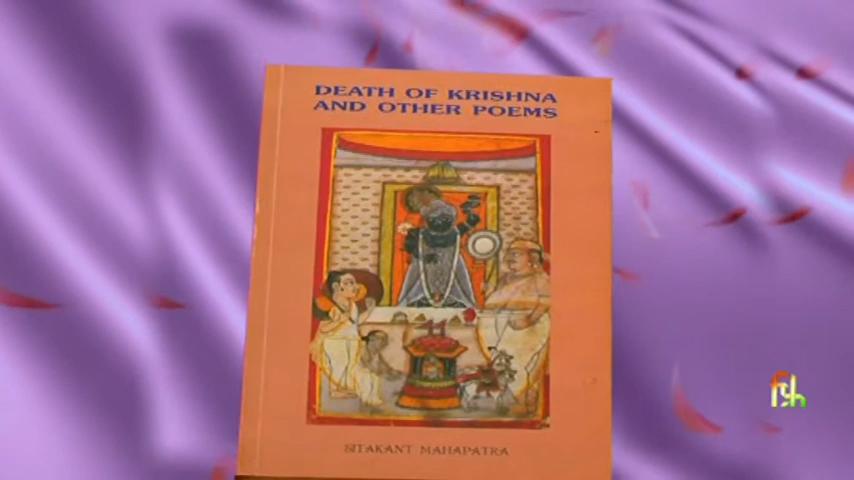 DEATH OF KRISHNA
AND OTHER POEMS
SITAKANT MAHAPATRA